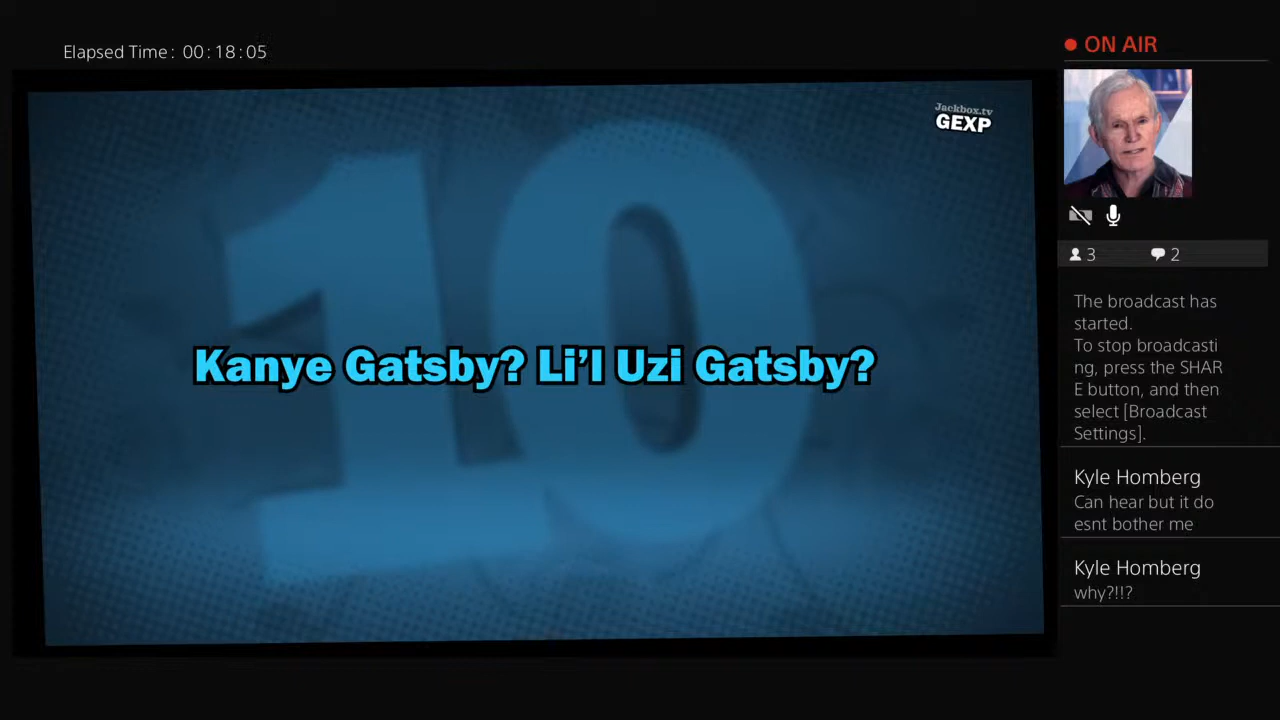 Elapsed Time: 00:18:05
ON AIR
Jackbox.tv
GEXP
10
Kanye Gatsby? Li’l Uzi Gatsby?
3 2
The broadcast has
started.
To stop broadcasti
ng, press the SHAR
E button, and then
select [Broadcast
Settings].
Kyle Homberg
Can hear but it do
esnt bother me
Kyle Homberg
why?!!?